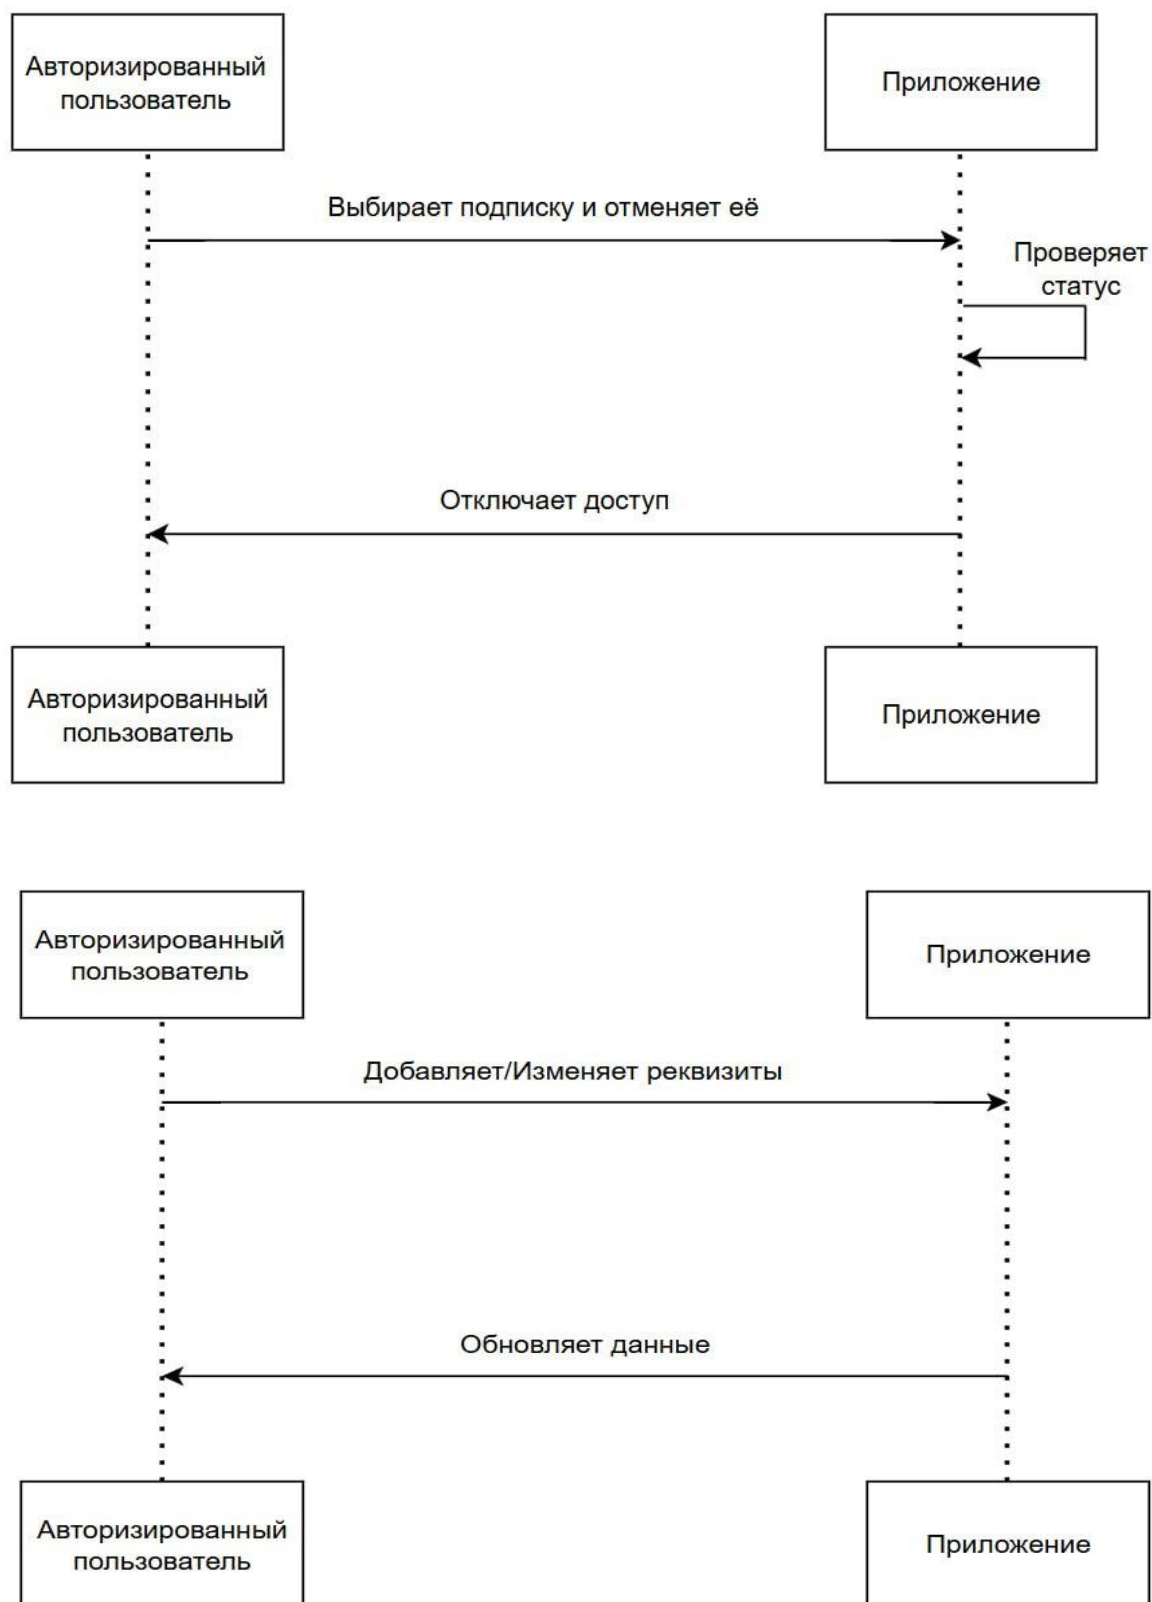 Авторизированный
пользователь
Приложение
Выбирает подписку и отменяет её
Проверяет
статус
Отключает доступ
Авторизированный
пользователь
Приложение
Авторизированный
пользователь
Приложение
Добавляет/Изменяет реквизиты
Обновляет данные
Авторизированный
пользователь
Приложение